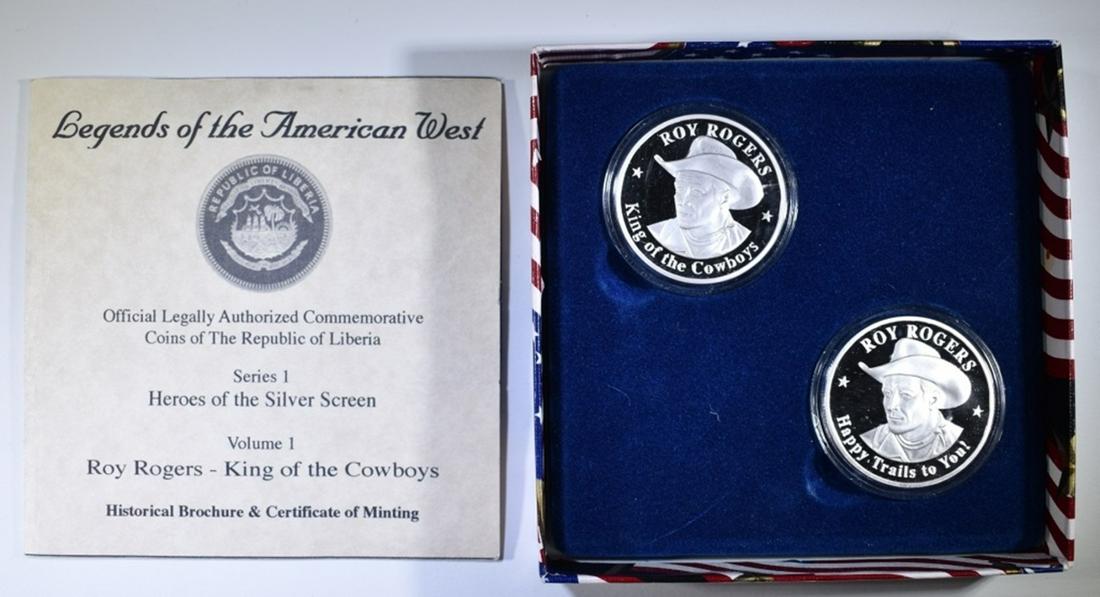 Legends of the American West
REPUBLIC OF LIBERIA
Official Legally Authorized Commemorative
Coins of The Republic of Liberia
Series 1
Heroes of the Silver Screen
Volume 1
Roy Rogers - King of the Cowboys
Historical Brochure & Certificate of Minting
ROY ROGERS
King of the Cowboys
ROY ROGERS
Happy Trails to You!